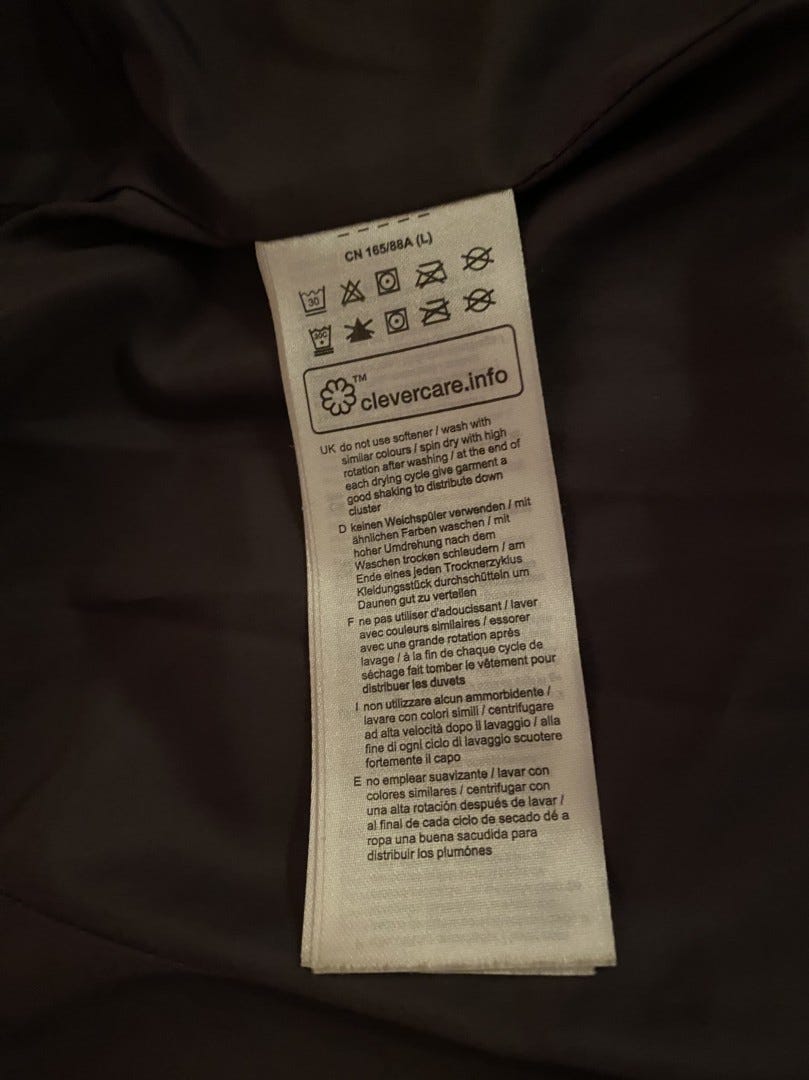 CN 165/88A (L)
30
30C
TM
clevercare.info
UK do not use softener / wash with
similar colours / spin dry with high
rotation after washing / at the end of
each drying cycle give garment a
good shaking to distribute down
cluster
D keinen Weichspüler verwenden / mit
ähnlichen Farben waschen / mit
hoher Umdrehung nach dem
Waschen trocken schleudern / am
Ende eines jeden Trocknerzyklus
Kleidungsstück durchschütteln um
Daunen gut zu verteilen
F ne pas utiliser d'adoucissant / laver
avec couleurs similaires / essorer
avec une grande rotation après
lavage / à la fin de chaque cycle de
séchage fait tomber le vêtement pour
distribuer les duvets
I non utilizzare alcun ammorbidente /
lavare con colori simili / centrifugare
ad alta velocità dopo il lavaggio / alla
fine di ogni ciclo di lavaggio scuotere
fortemente il capo
E no emplear suavizante / lavar con
colores similares / centrifugar con
una alta rotación después de lavar /
al final de cada ciclo de secado dé a
ropa una buena sacudida para
distribuir los plumónes